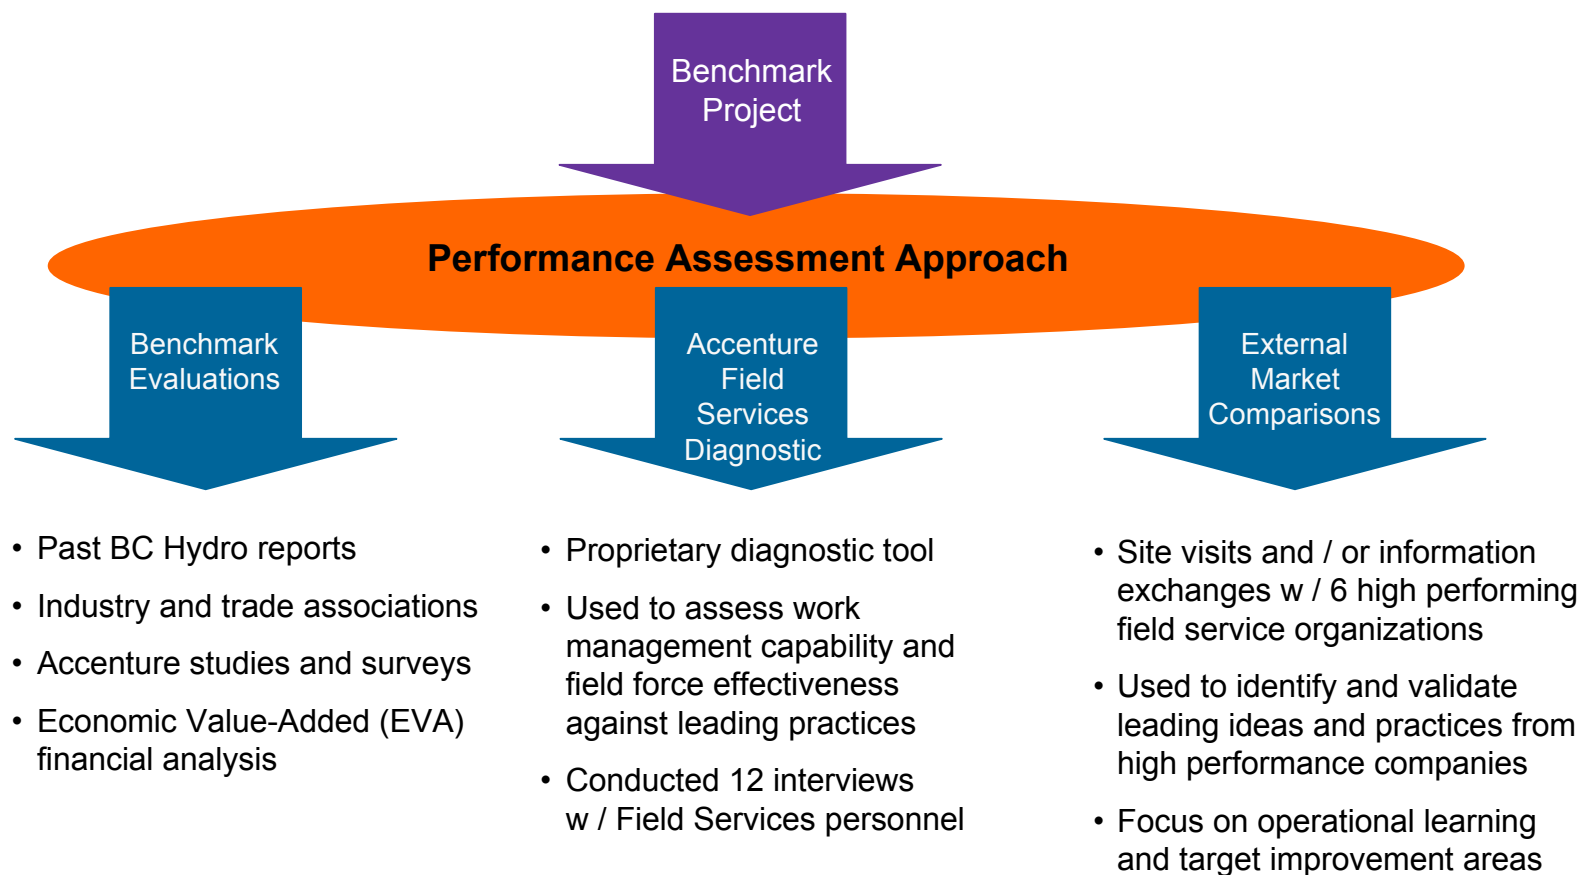 Benchmark
Project
Performance Assessment Approach
Benchmark
Evaluations
Accenture
Field
Services
Diagnostic
External
Market
Comparisons
• Past BC Hydro reports
• Industry and trade associations
• Accenture studies and surveys
• Economic Value-Added (EVA)
financial analysis
• Proprietary diagnostic tool
• Used to assess work
management capability and
field force effectiveness
against leading practices
• Conducted 12 interviews
w / Field Services personnel
• Site visits and / or information
exchanges w / 6 high performing
field service organizations
• Used to identify and validate
leading ideas and practices from
high performance companies
• Focus on operational learning
and target improvement areas